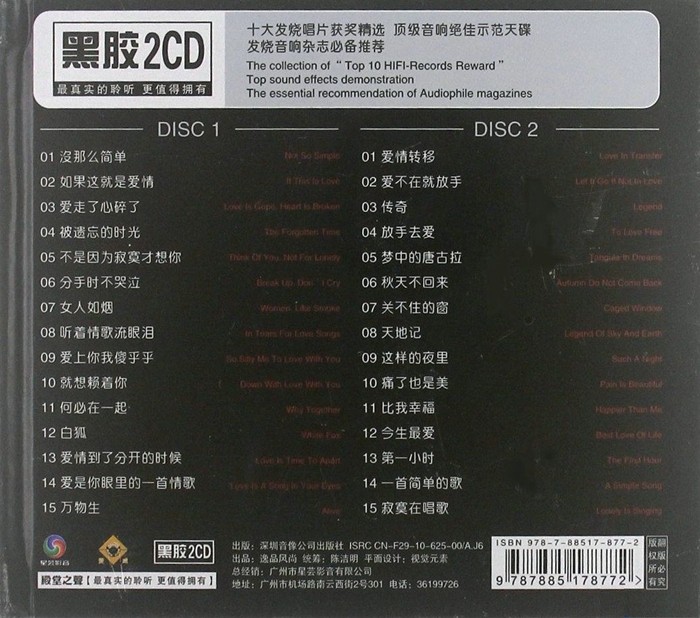 黑胶2CD
最真实的聆听 更值得拥有
十大发烧唱片获奖精选 顶级音响绝佳示范天碟
发烧音响杂志必备推荐
The collection of “ Top 10 HIFI-Records Reward ”
Top sound effects demonstration
The essential recommendation of Audiophile magazines
DISC 1
01 沒那么简单 Not So Simple
02 如果这就是爱情 If This Is Love
03 爱走了心碎了 Love Is Gone, Heart Is Broken
04 被遗忘的时光 The Forgotten Time
05 不是因为寂寞才想你 Think Of You, Not For Lonely
06 分手时不哭泣 Break Up, Don't Cry
07 女人如烟 Women Like Smoke
08 听着情歌流眼泪 In Tears For Love Songs
09 爱上你我傻乎乎 So Silly Me To Love With You
10 就想赖着你 Down With Love With You
11 何必在一起 Why Together
12 白狐 White Fox
13 爱情到了分开的时候 Love In Time To Apart
14 爱是你眼里的一首情歌 Love Is A Song In Your Eyes
15 万物生 Alive
DISC 2
01 爱情转移 Love In Transfer
02 爱不在就放手 Let It Go If Not In Love
03 传奇 Legend
04 放手去爱 To Love Free
05 梦中的唐古拉 Tangula In Dreams
06 秋天不回来 Autumn Do Not Come Back
07 关不住的窗 Caged Window
08 天地记 Legend Of Sky And Earth
09 这样的夜里 Such A Night
10 痛了也是美 Pain Is Beautiful
11 比我幸福 Happier Than Me
12 今生最爱 Best Love Of Life
13 第一小时 The First Hour
14 一首简单的歌 A Simple Song
15 寂寞在唱歌 Lonely Is Singing
星芸影音
黑胶2CD
殿堂之聲【最真实的聆听 更值得拥有】
出版：深圳音像公司出版社 ISRC CN-F29-10-625-00/A.J6
出品：逸品风尚 统筹：陈洁明 平面设计：视觉元素
总经销：广州市星芸影音有限公司
地址：广州市机场路南云西街2号301 电话：36199726
ISBN 978-7-88517-877-2
9 787885 178772
版权所有
翻版必究